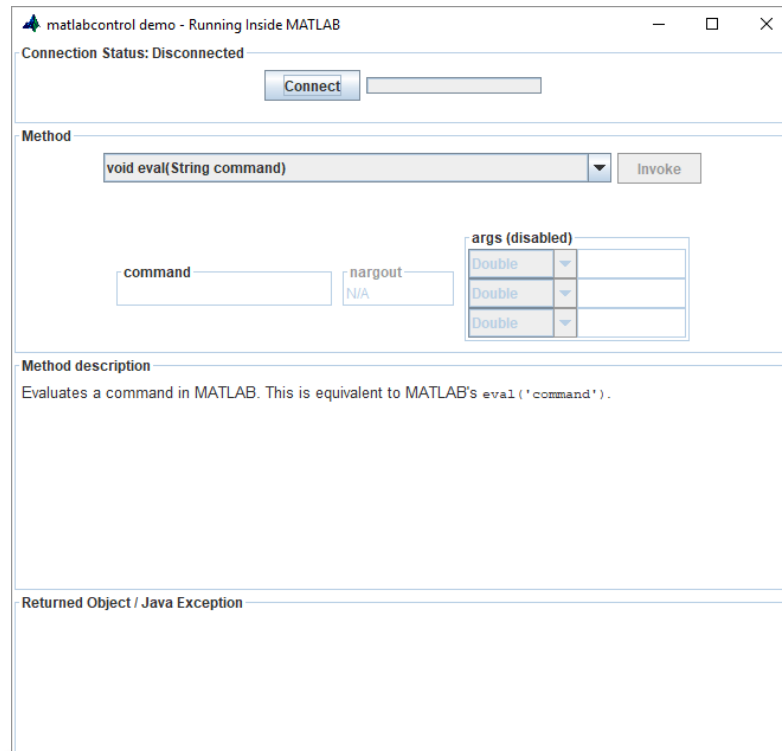 matlabcontrol demo - Running Inside MATLAB
Connection Status: Disconnected
Connect
Method
void eval(String command)
Invoke
args (disabled)
command
nargout
Double
N/A
Double
Double
Method description
Evaluates a command in MATLAB. This is equivalent to MATLAB's eval('command').
Returned Object / Java Exception